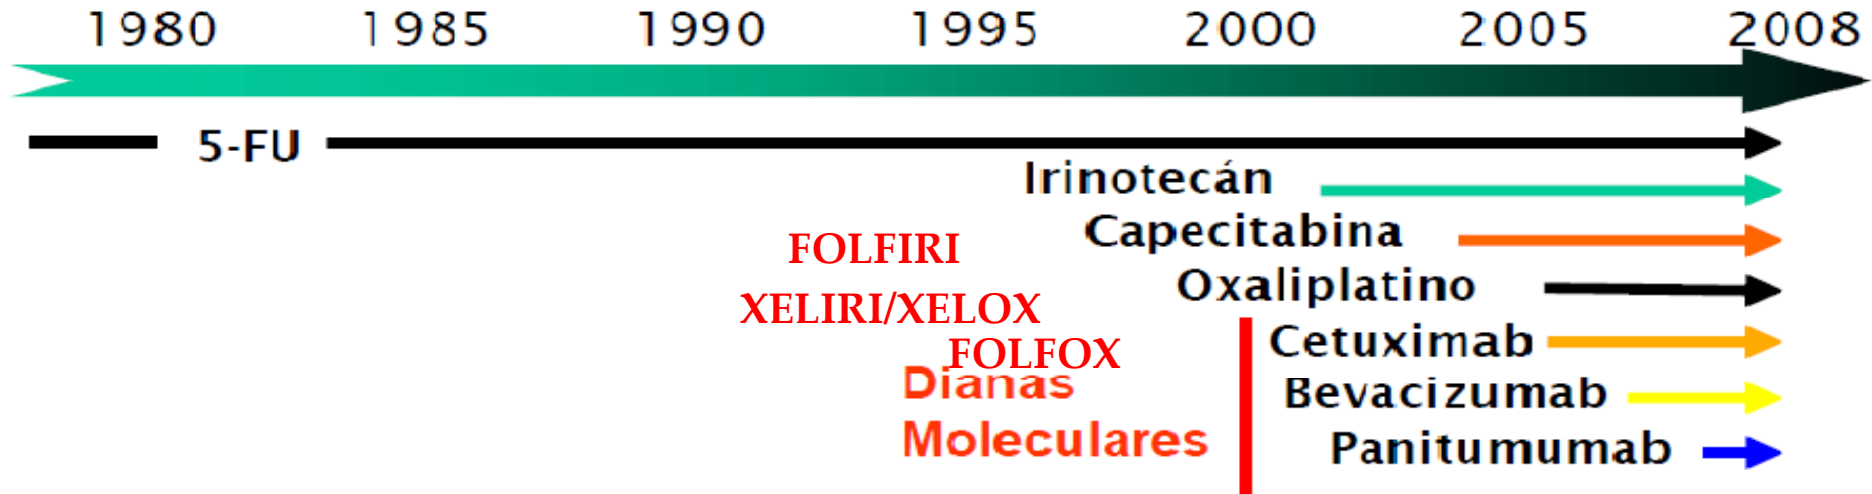 1980 1985 1990 1995 2000 2005 2008
5-FU
Irinotecán
Capecitabina
FOLFIRI
Oxaliplatino
XELIRI/XELOX
Cetuximab
FOLFOX
Dianas
Bevacizumab
Moleculares
Panitumumab